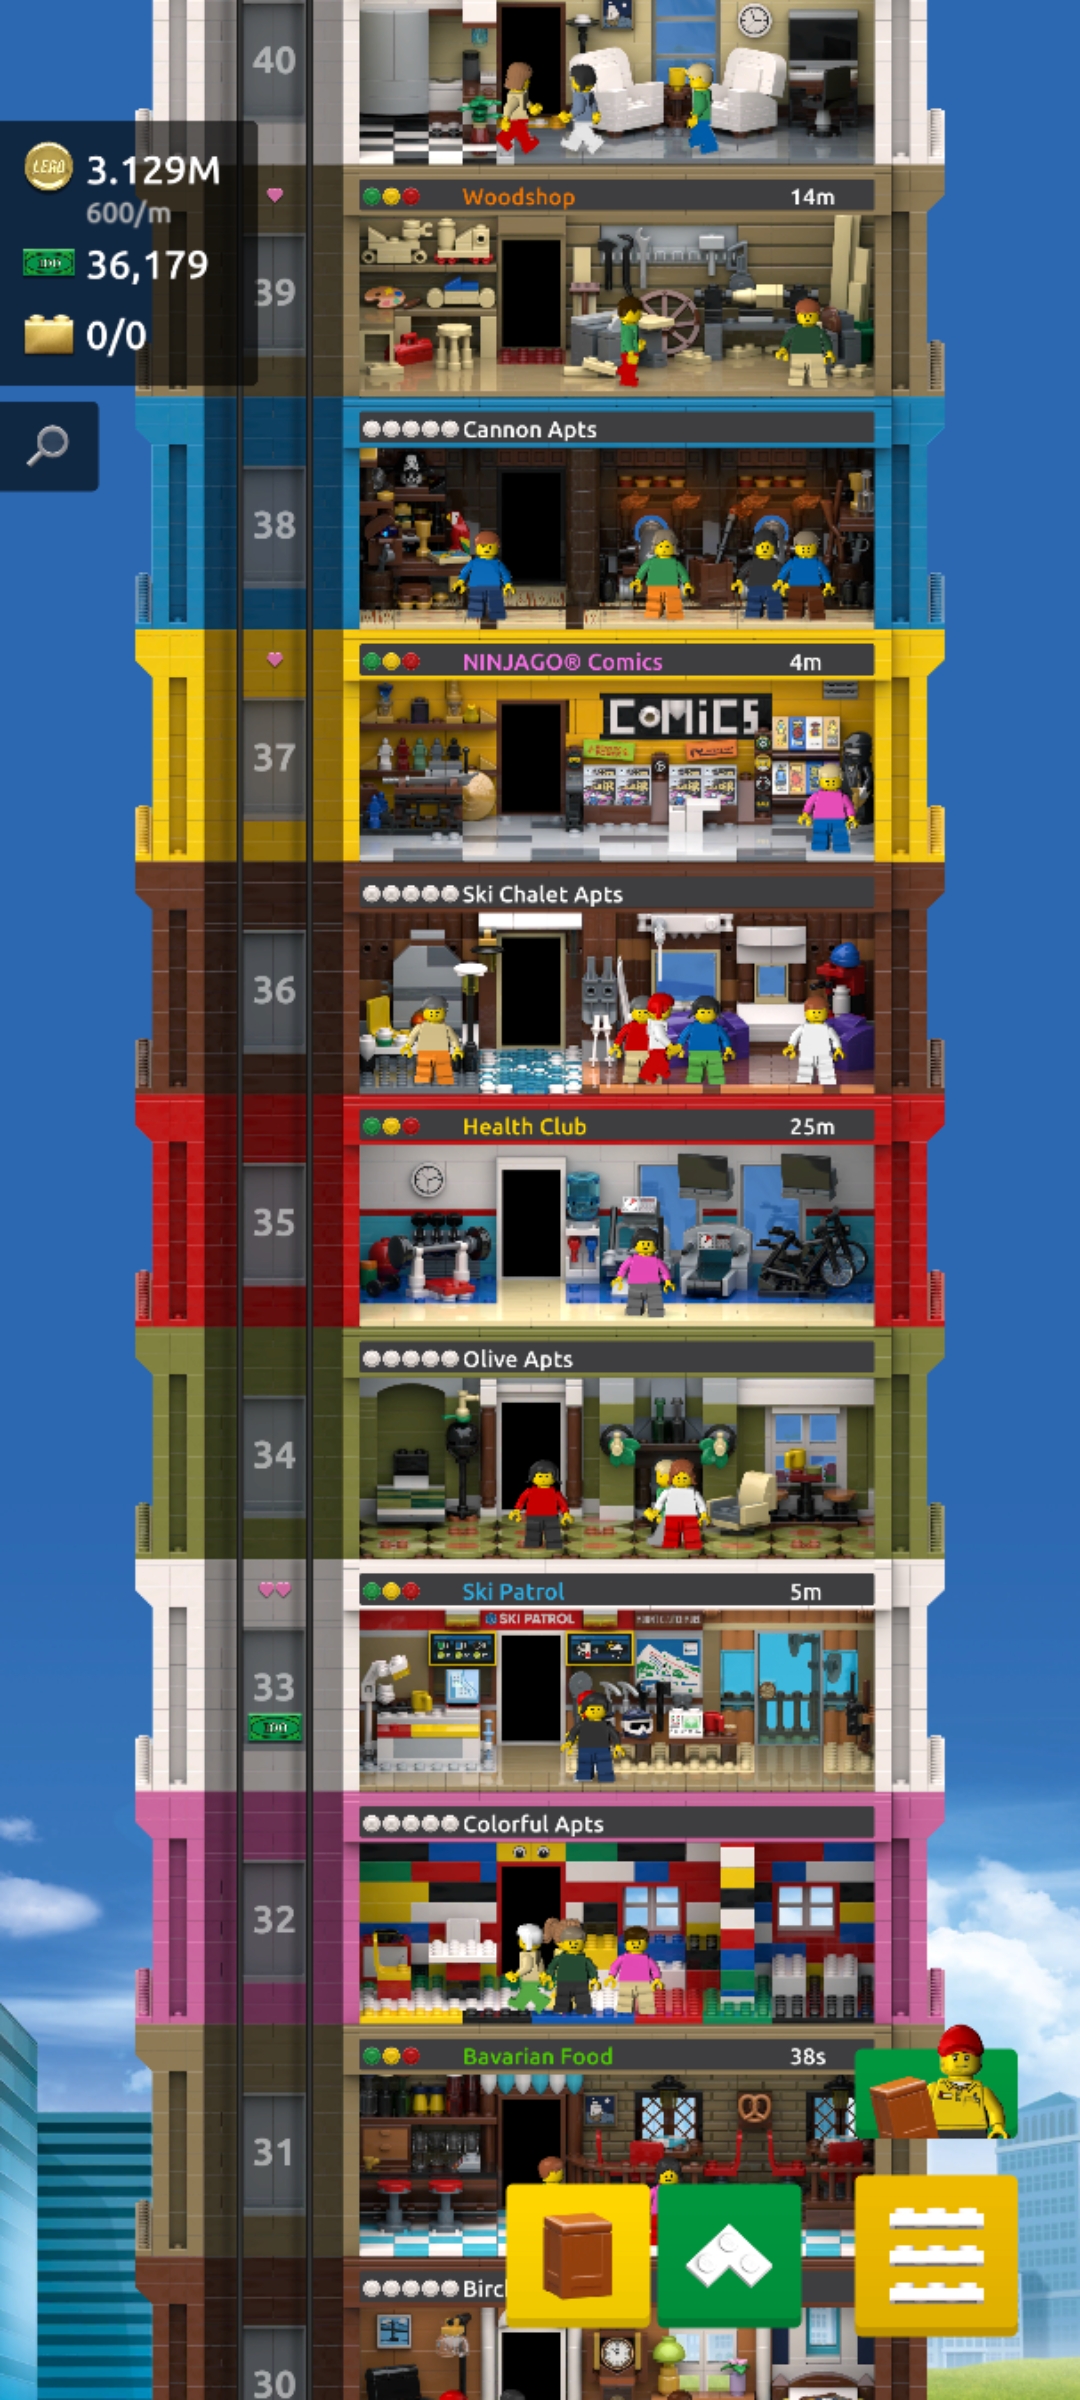 40
LEGO 3.129M
600/m
36,179
0/0
Woodshop 14m
39
Cannon Apts
38
NINJAGO® Comics 4m
COMiCS
37
Ski Chalet Apts
36
Health Club 25m
35
Olive Apts
34
Ski Patrol 5m
SKI PATROL
33
100
Colorful Apts
32
Bavarian Food 38s
31
30